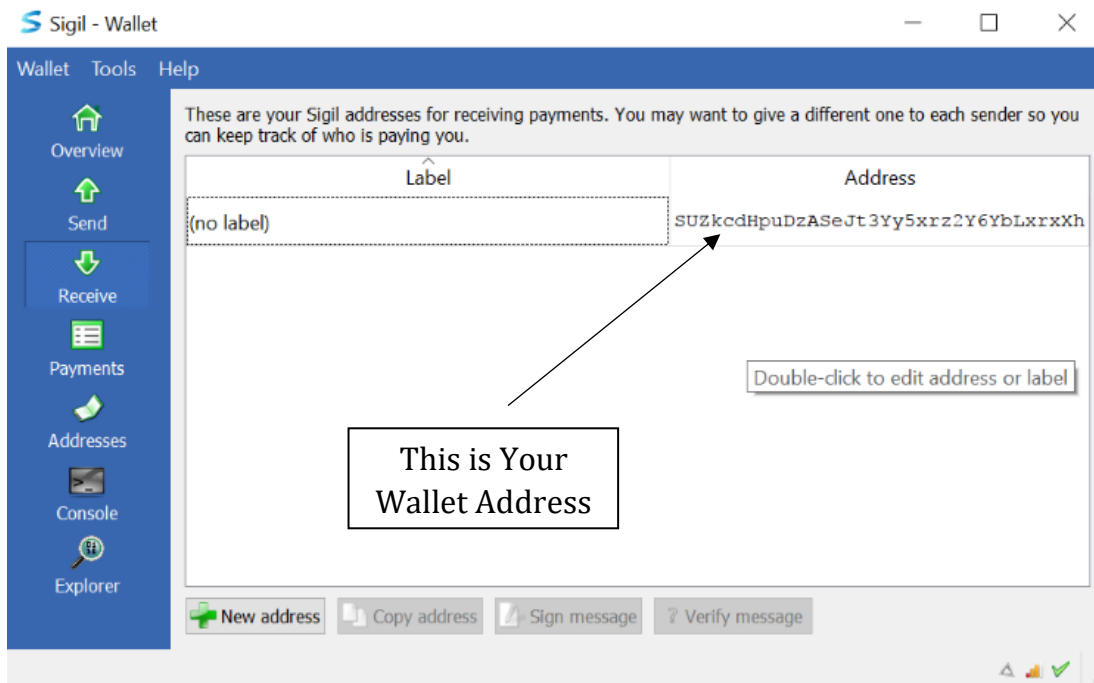 Sigil - Wallet
Wallet Tools Help
These are your Sigil addresses for receiving payments. You may want to give a different one to each sender so you
can keep track of who is paying you.
Overview
Send
Receive
Payments
Addresses
Console
Explorer
Label Address
(no label) SUZkcdHpuDzASeJt3Yy5xrz2Y6YbLxrxXh
Double-click to edit address or label
This is Your
Wallet Address
New address Copy address Sign message ? Verify message